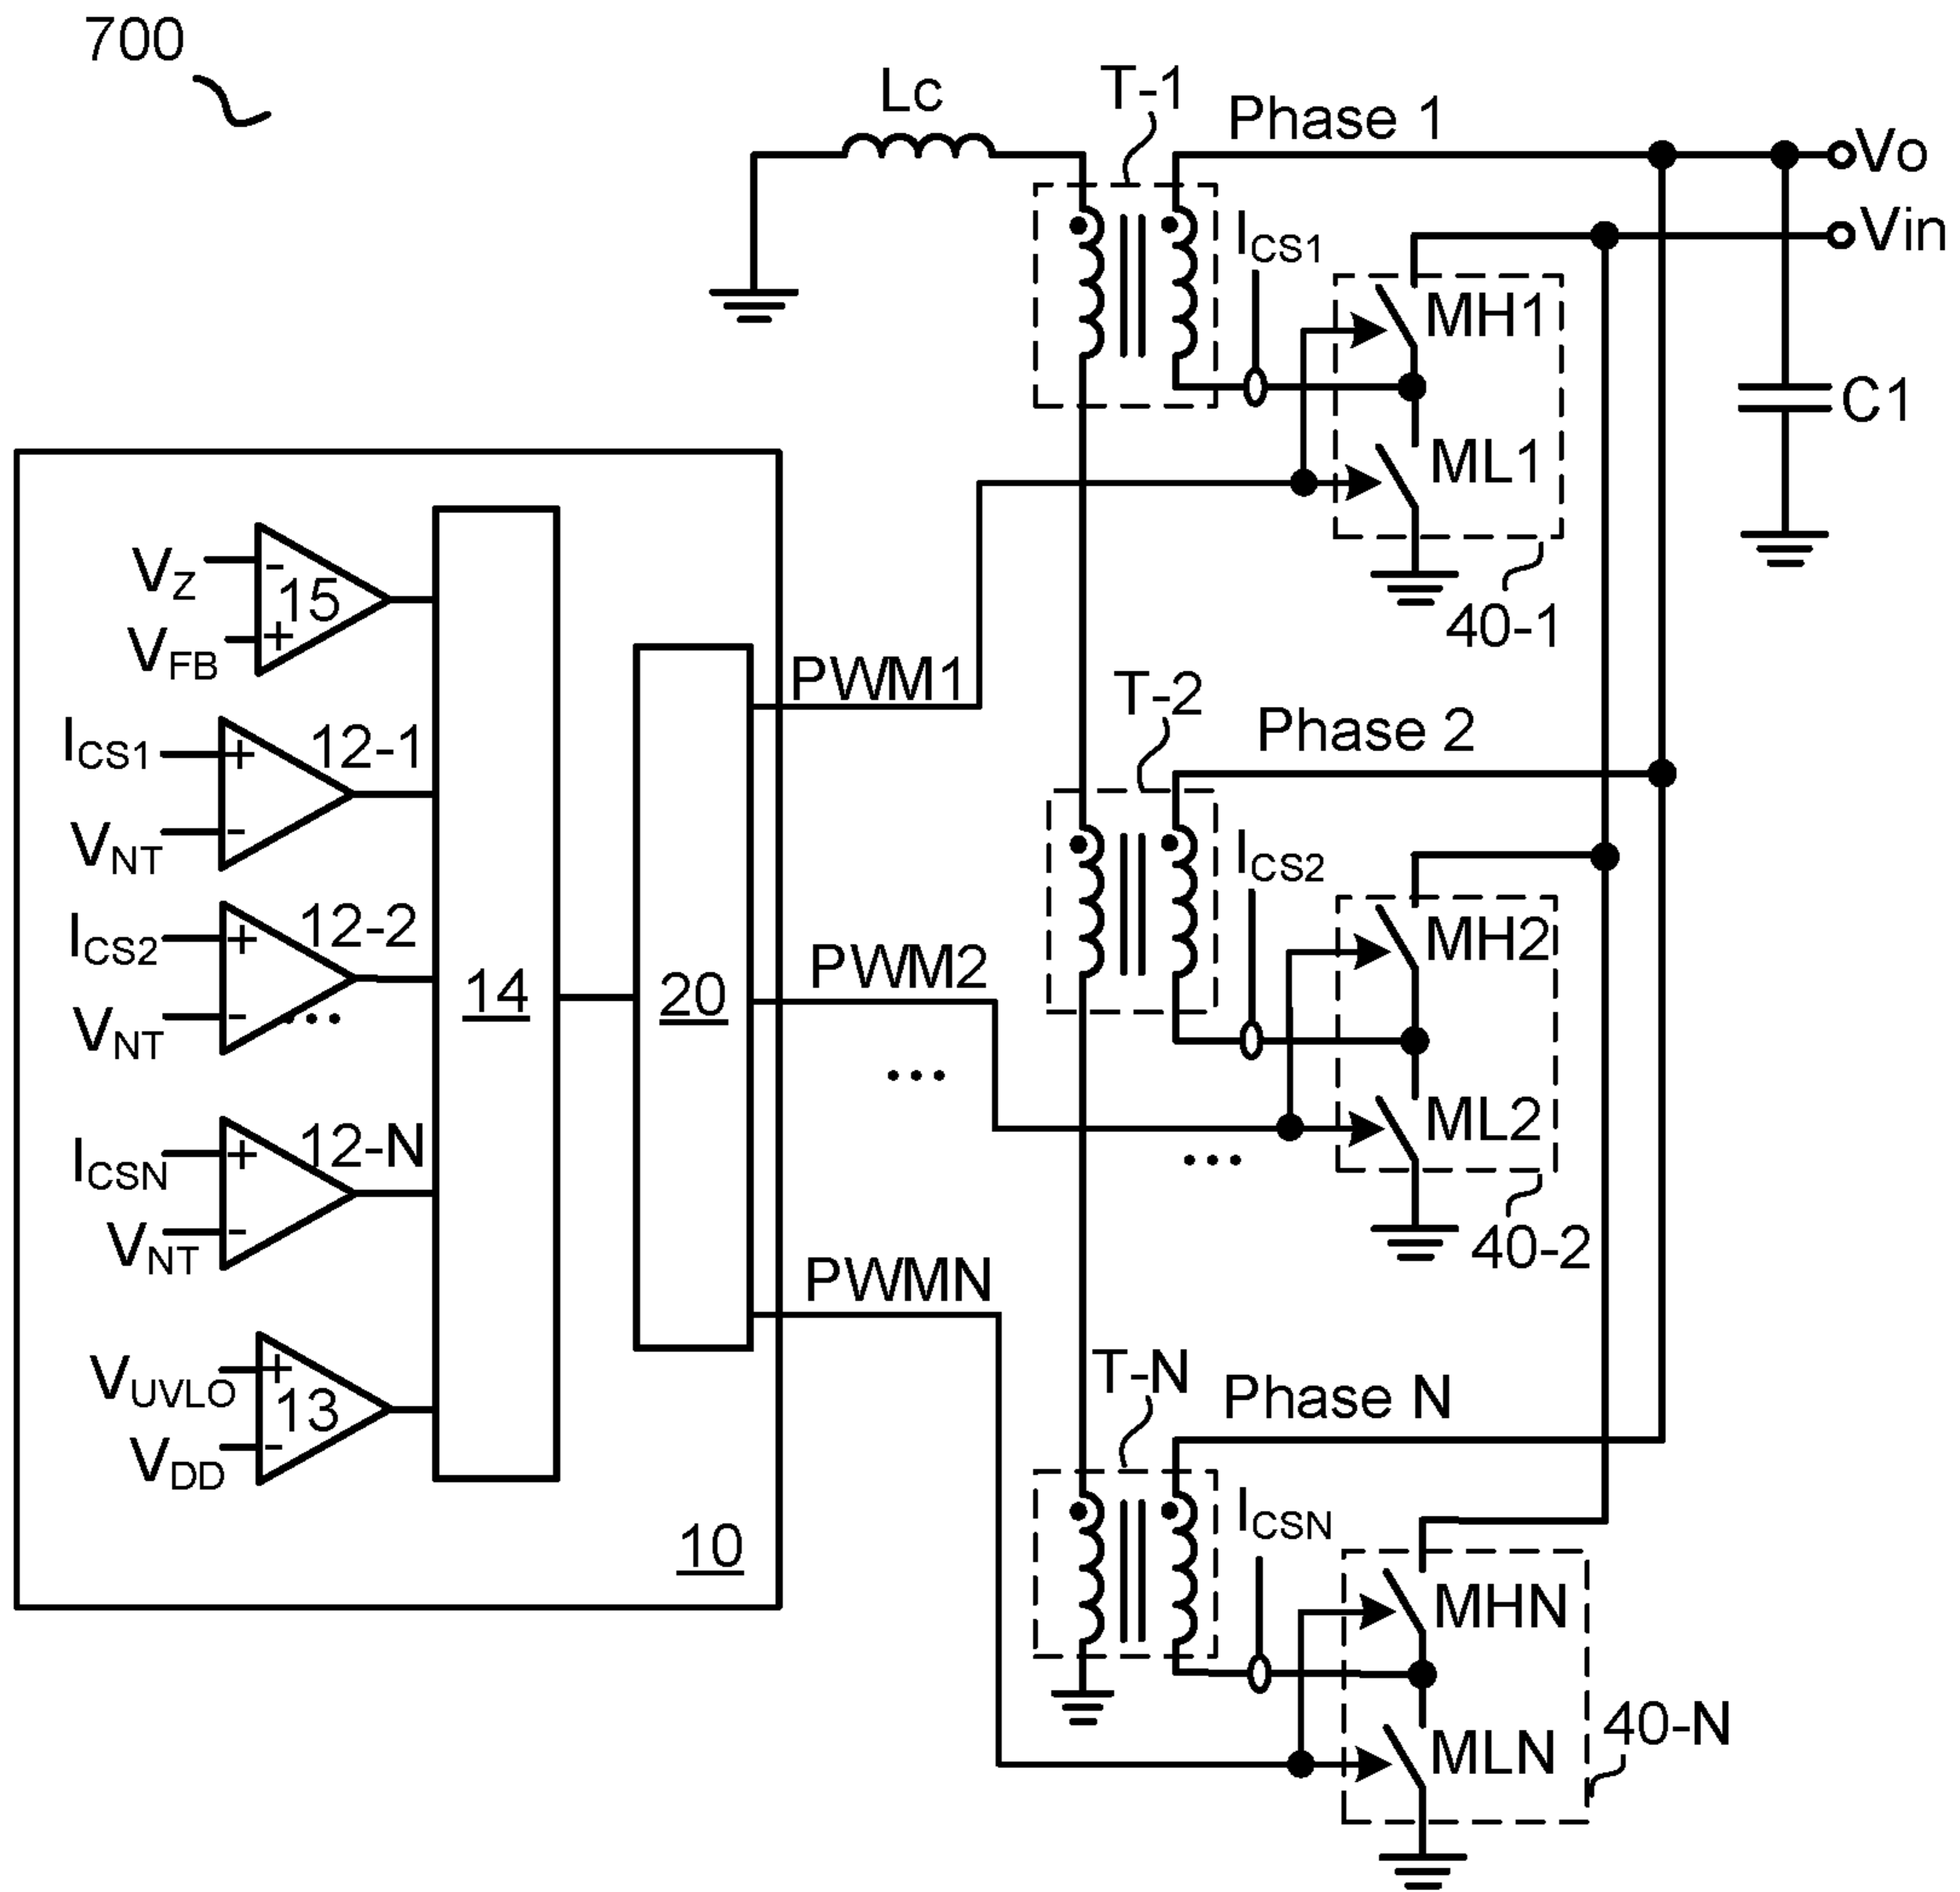 700
LC
T-1
Phase 1
Vo
Vin
ICS1
MH1
ML1
C1
40-1
VZ
-
15
VFB
+
ICS1
+
12-1
VNT
-
ICS2
+
12-2
VNT
-
...
ICSN
+
12-N
VNT
-
VUVLO
+
13
VDD
-
14
20
10
PWM1
PWM2
...
PWMN
T-2
Phase 2
ICS2
MH2
ML2
...
40-2
T-N
Phase N
ICSN
MHN
MLN
40-N